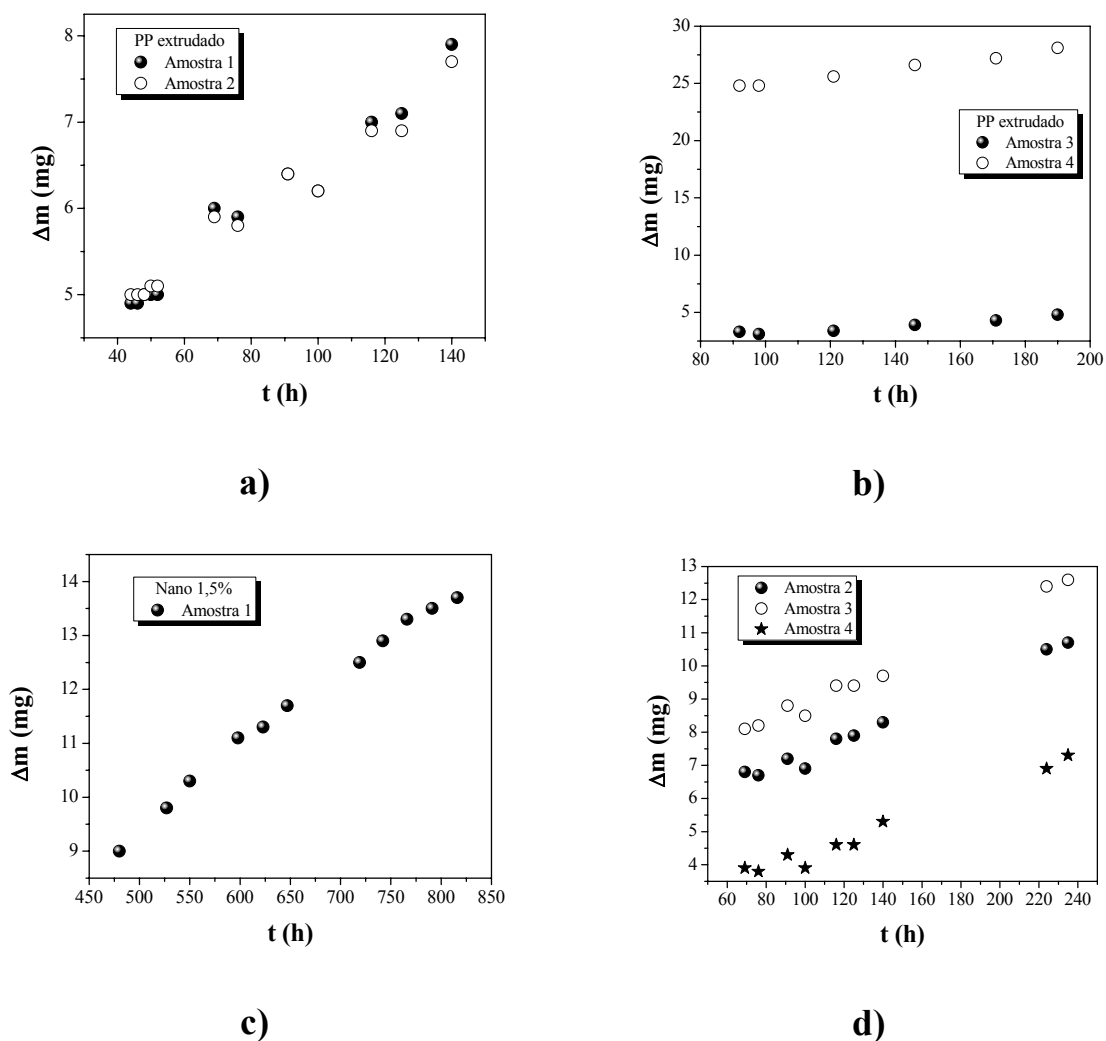 PP extrudado
Amostra 1
Amostra 2
8
7
6
5
Δm (mg)
40 60 80 100 120 140
t (h)
a)
PP extrudado
Amostra 3
Amostra 4
30
25
20
15
10
5
Δm (mg)
80 100 120 140 160 180 200
t (h)
b)
Nano 1,5%
Amostra 1
14
13
12
11
10
9
Δm (mg)
450 500 550 600 650 700 750 800 850
t (h)
c)
Amostra 2
Amostra 3
Amostra 4
13
12
11
10
9
8
7
6
5
4
Δm (mg)
60 80 100 120 140 160 180 200 220 240
t (h)
d)